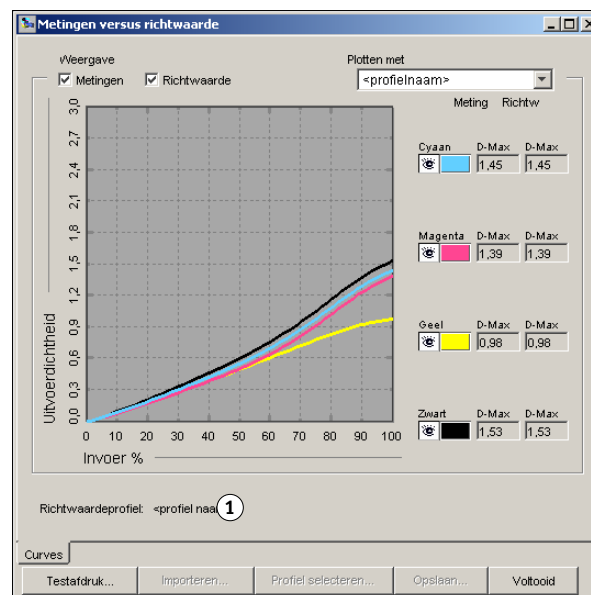 Metingen versus richtwaarde
Weergave
Metingen
Richtwaarde
Plotten met
<profielnaam>
Meting Richtw
Uitvoerdichtheid
3,0
2,7
2,4
2,1
1,8
1,5
1,2
0,9
0,6
0,3
0,0
0 10 20 30 40 50 60 70 80 90 100
Invoer %
Cyaan D-Max D-Max
1,45 1,45
Magenta D-Max D-Max
1,39 1,39
Geel D-Max D-Max
0,98 0,98
Zwart D-Max D-Max
1,53 1,53
Richtwaardeprofiel: <profiel naa
1
Curves
Testafdruk... Importeren... Profiel selecteren... Opslaan... Voltooid